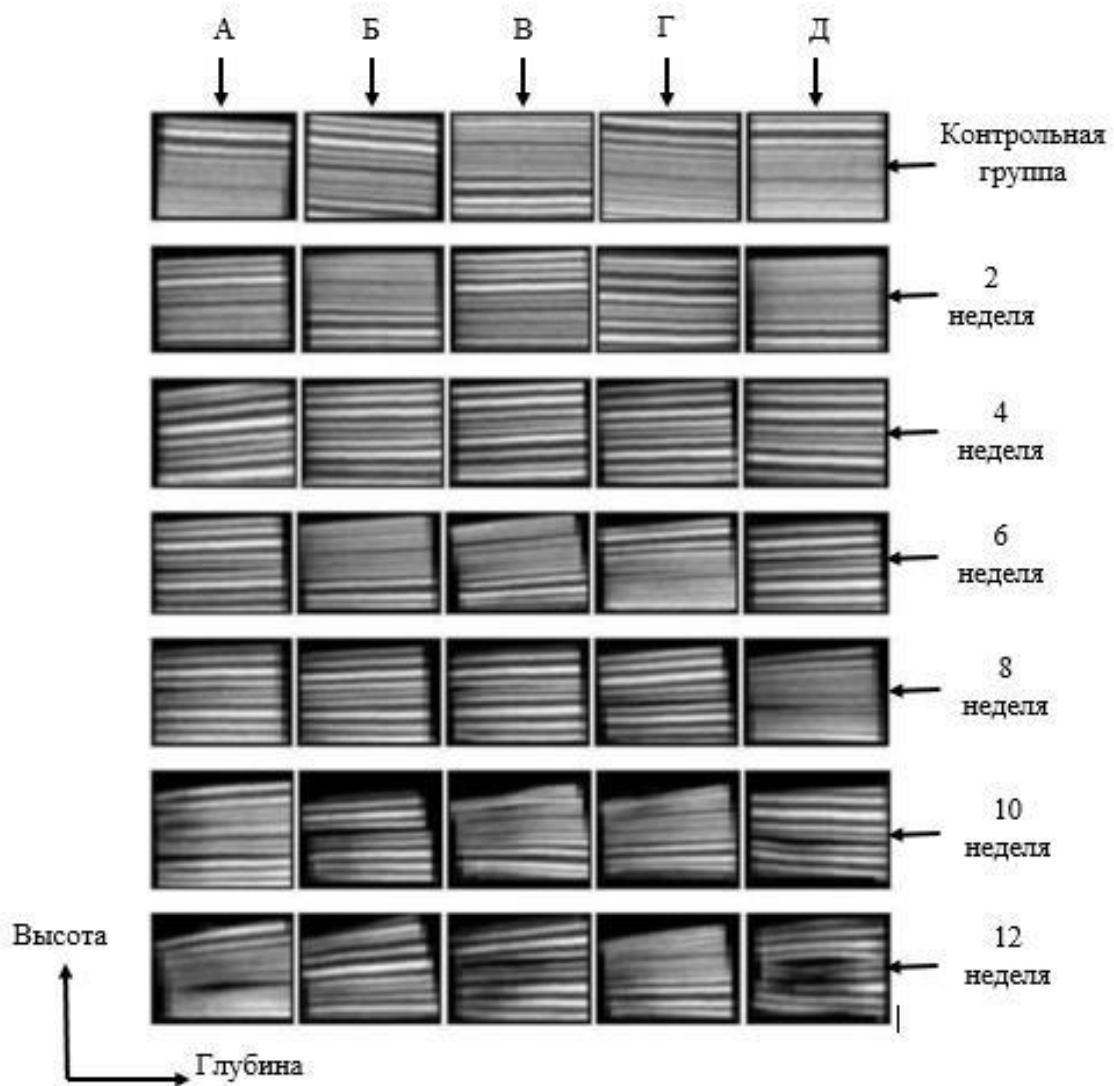 А Б В Г Д
Контрольная
группа
2
неделя
4
неделя
6
неделя
8
неделя
10
неделя
12
неделя
Высота
Глубина